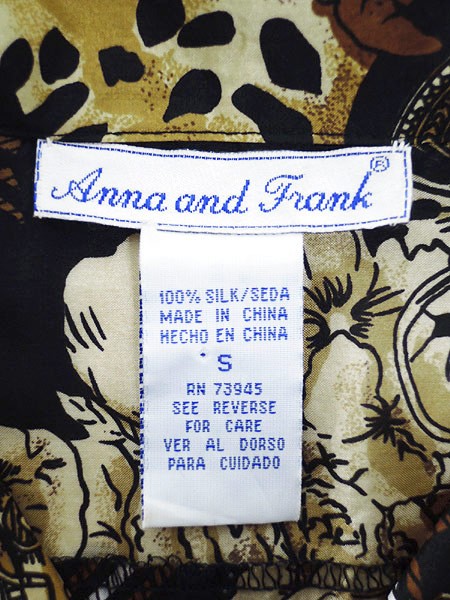 Anna and Frank®
100% SILK/SEDA
MADE IN CHINA
HECHO EN CHINA
S
RN 73945
SEE REVERSE
FOR CARE
VER AL DORSO
PARA CUIDADO